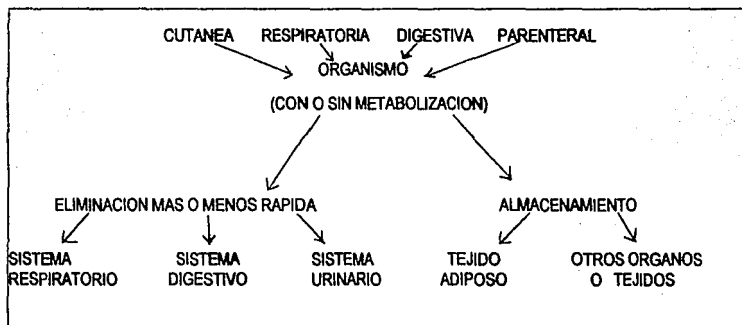 CUTANEA RESPIRATORIA DIGESTIVA PARENTERAL
ORGANISMO
(CON O SIN METABOLIZACION)
ELIMINACION MAS O MENOS RAPIDA ALMACENAMIENTO
SISTEMA SISTEMA SISTEMA TEJIDO OTROS ORGANOS
RESPIRATORIO DIGESTIVO URINARIO ADIPOSO O TEJIDOS